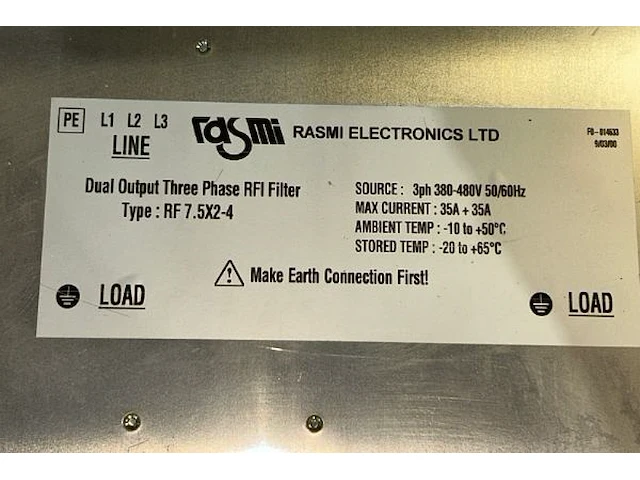 PE L1 L2 L3
LINE
rasmi RASMI ELECTRONICS LTD
9/03/00
Dual Output Three Phase RFI Filter
Type : RF 7.5X2-4
SOURCE : 3ph 380-480V 50/60Hz
MAX CURRENT : 35A + 35A
AMBIENT TEMP : -10 to +50°C
STORED TEMP : -20 to +65°C
Make Earth Connection First!
LOAD
LOAD